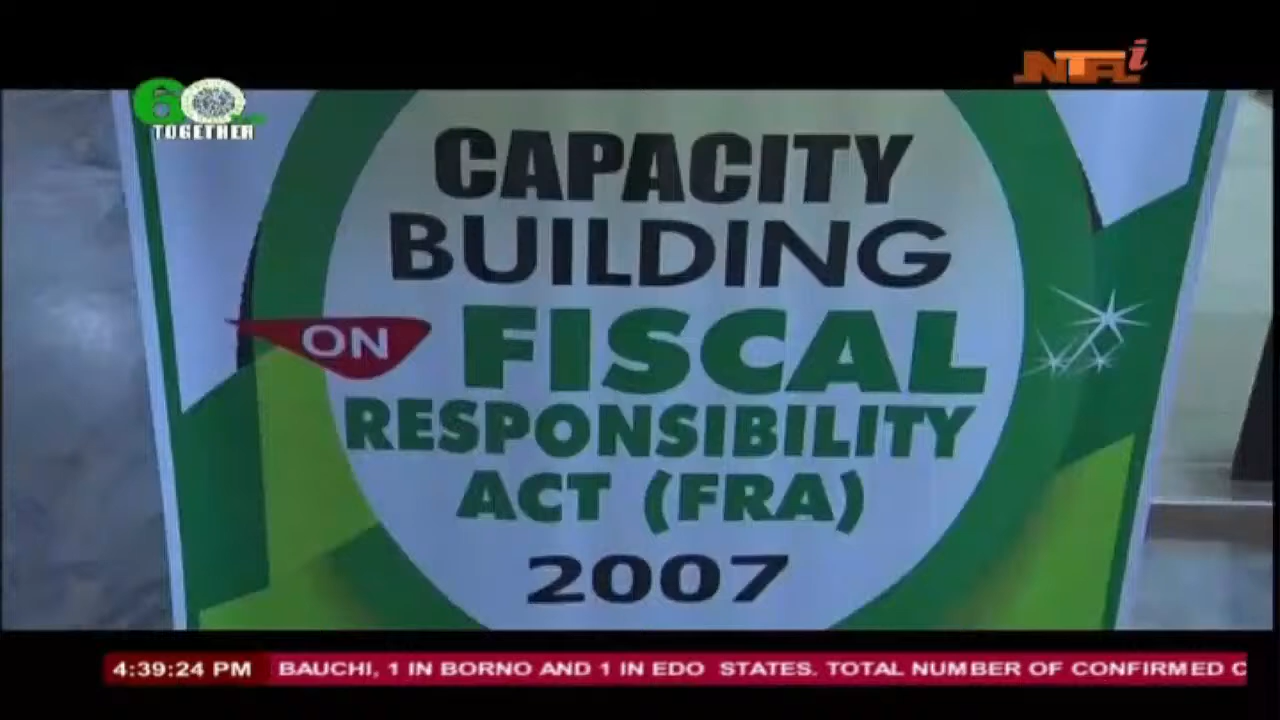 NTA i
60
TOGETHER
CAPACITY
BUILDING
ON FISCAL
RESPONSIBILITY
ACT (FRA)
2007
4:39:24 PM BAUCHI, 1 IN BORNO AND 1 IN EDO STATES. TOTAL NUMBER OF CONFIRMED